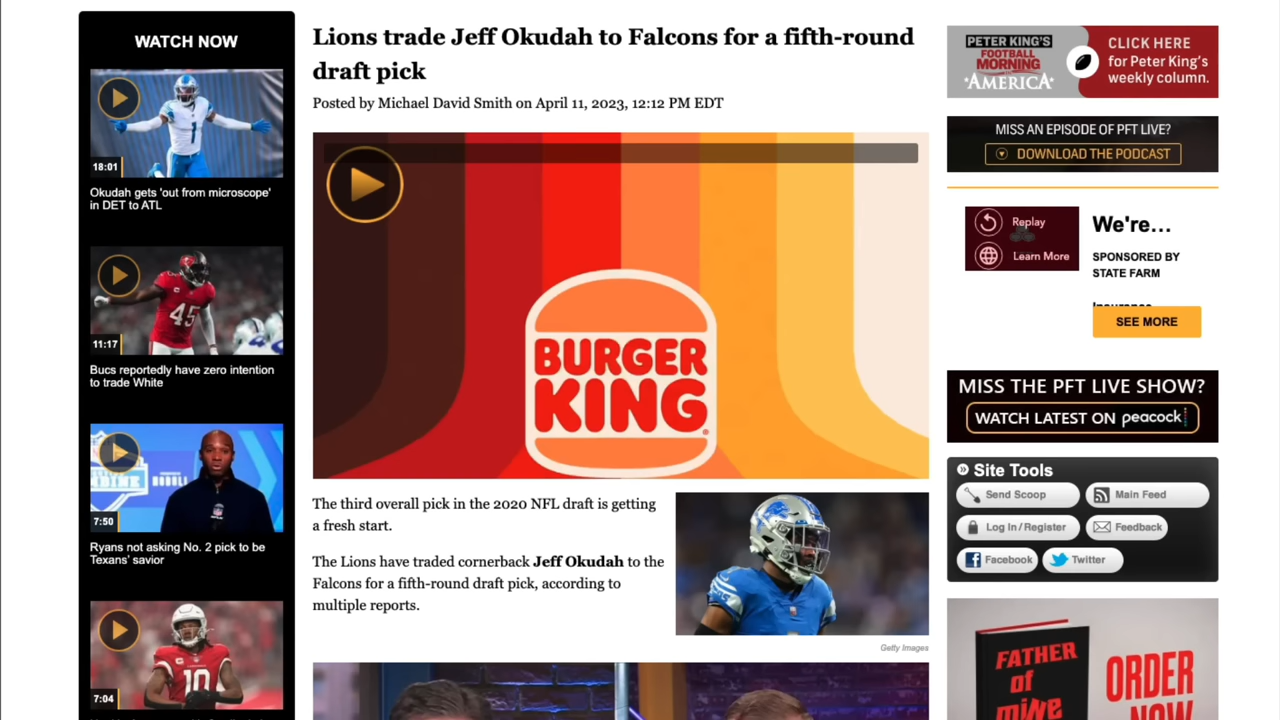 WATCH NOW
18:01
Okudah gets 'out from microscope'
in DET to ATL
45
11:17
Bucs reportedly have zero intention
to trade White
7:50
Ryans not asking No. 2 pick to be
Texans' savior
10
7:04
Lions trade Jeff Okudah to Falcons for a fifth-round
draft pick
Posted by Michael David Smith on April 11, 2023, 12:12 PM EDT
BURGER
KING
The third overall pick in the 2020 NFL draft is getting
a fresh start.
The Lions have traded cornerback Jeff Okudah to the
Falcons for a fifth-round draft pick, according to
multiple reports.
Getty Images
PETER KING'S
FOOTBALL
MORNING
IN
AMERICA
CLICK HERE
for Peter King's
weekly column.
MISS AN EPISODE OF PFT LIVE?
DOWNLOAD THE PODCAST
Replay
Learn More
We're...
SPONSORED BY
STATE FARM
SEE MORE
MISS THE PFT LIVE SHOW?
WATCH LATEST ON peacock
Site Tools
Send Scoop
Main Feed
Log In / Register
Feedback
Facebook
Twitter
FATHER
of
mine
ORDER
NOW